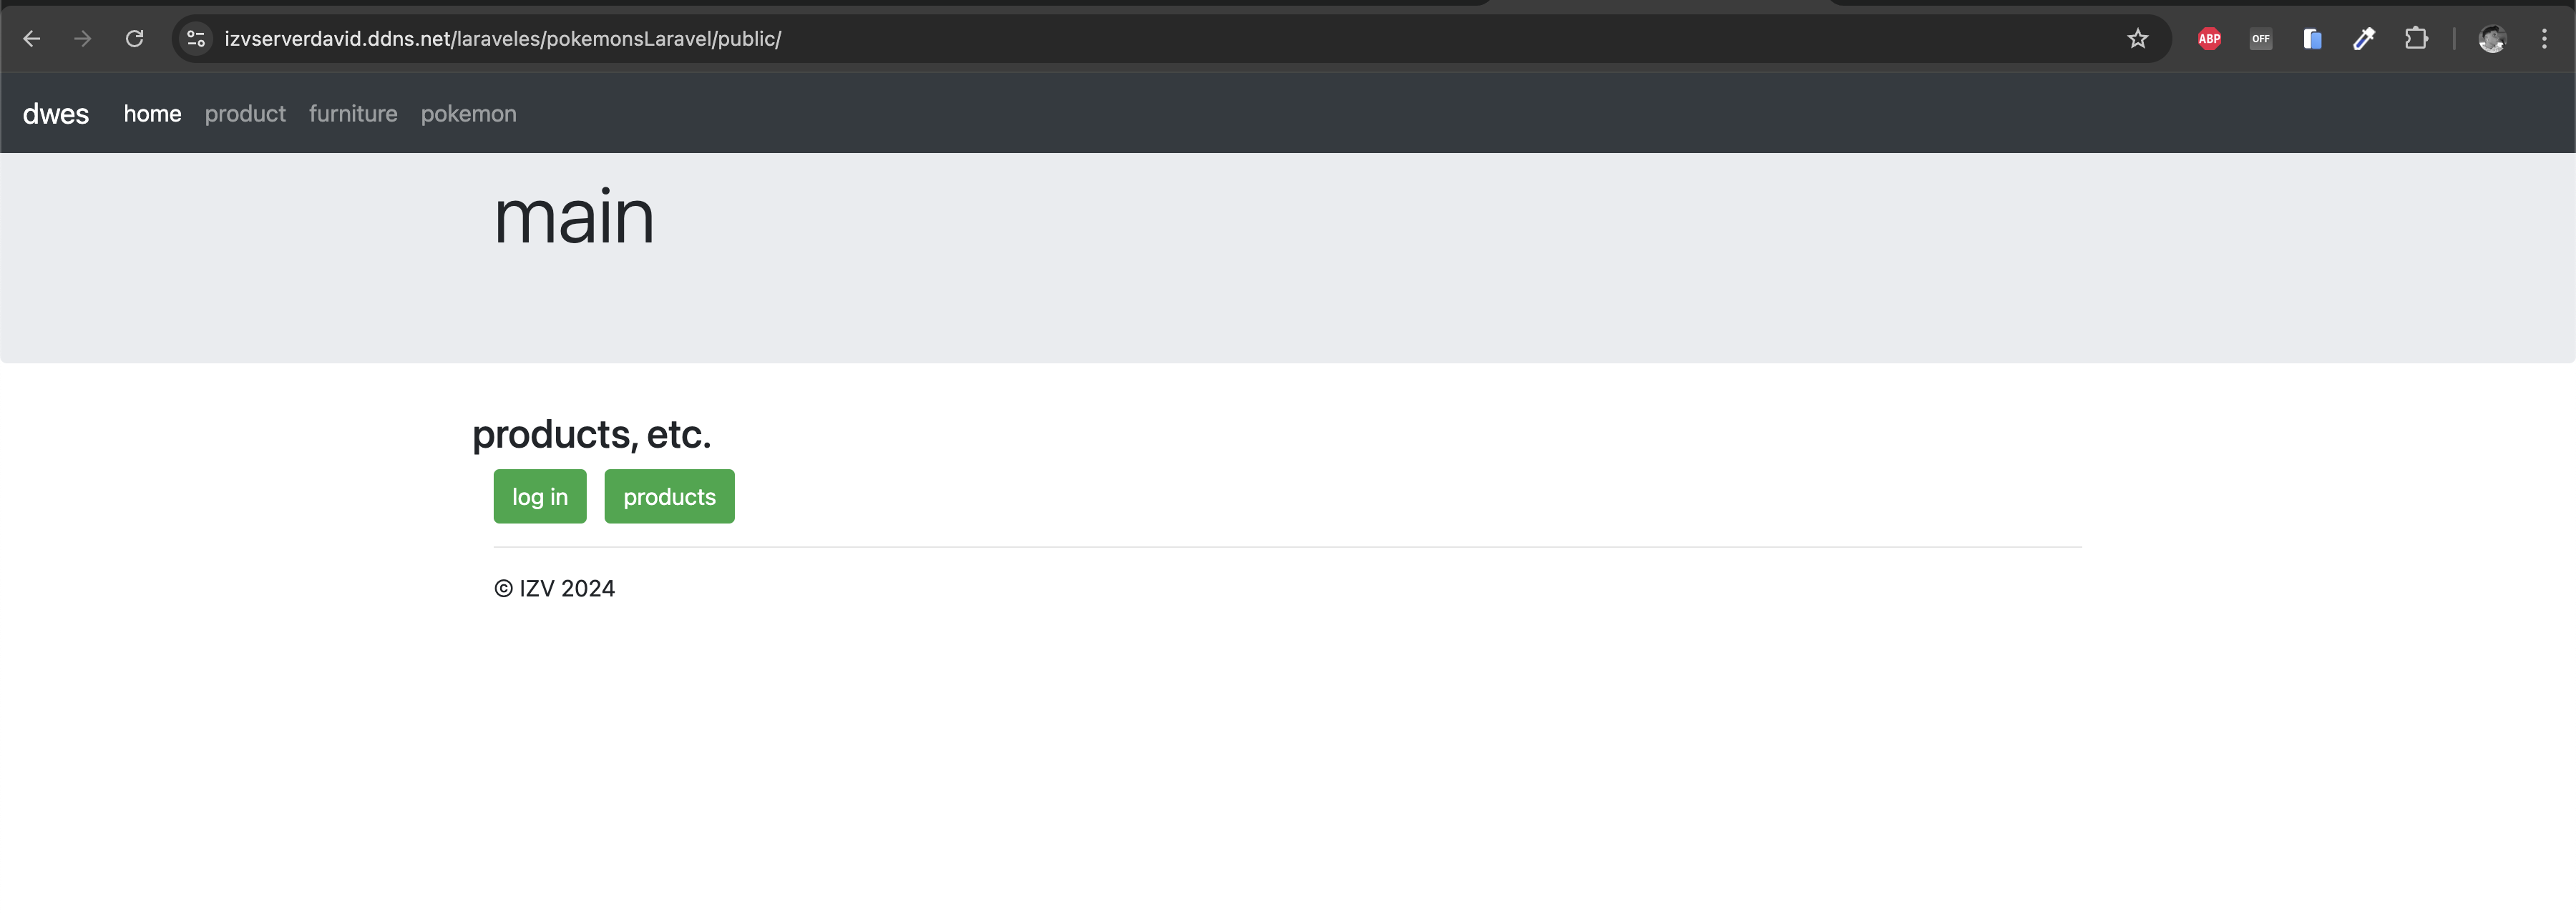 izvserverdavid.ddns.net/laraveles/pokemonsLaravel/public/
ABP
OFF
dwes home product furniture pokemon
main
products, etc.
log in products
© IZV 2024